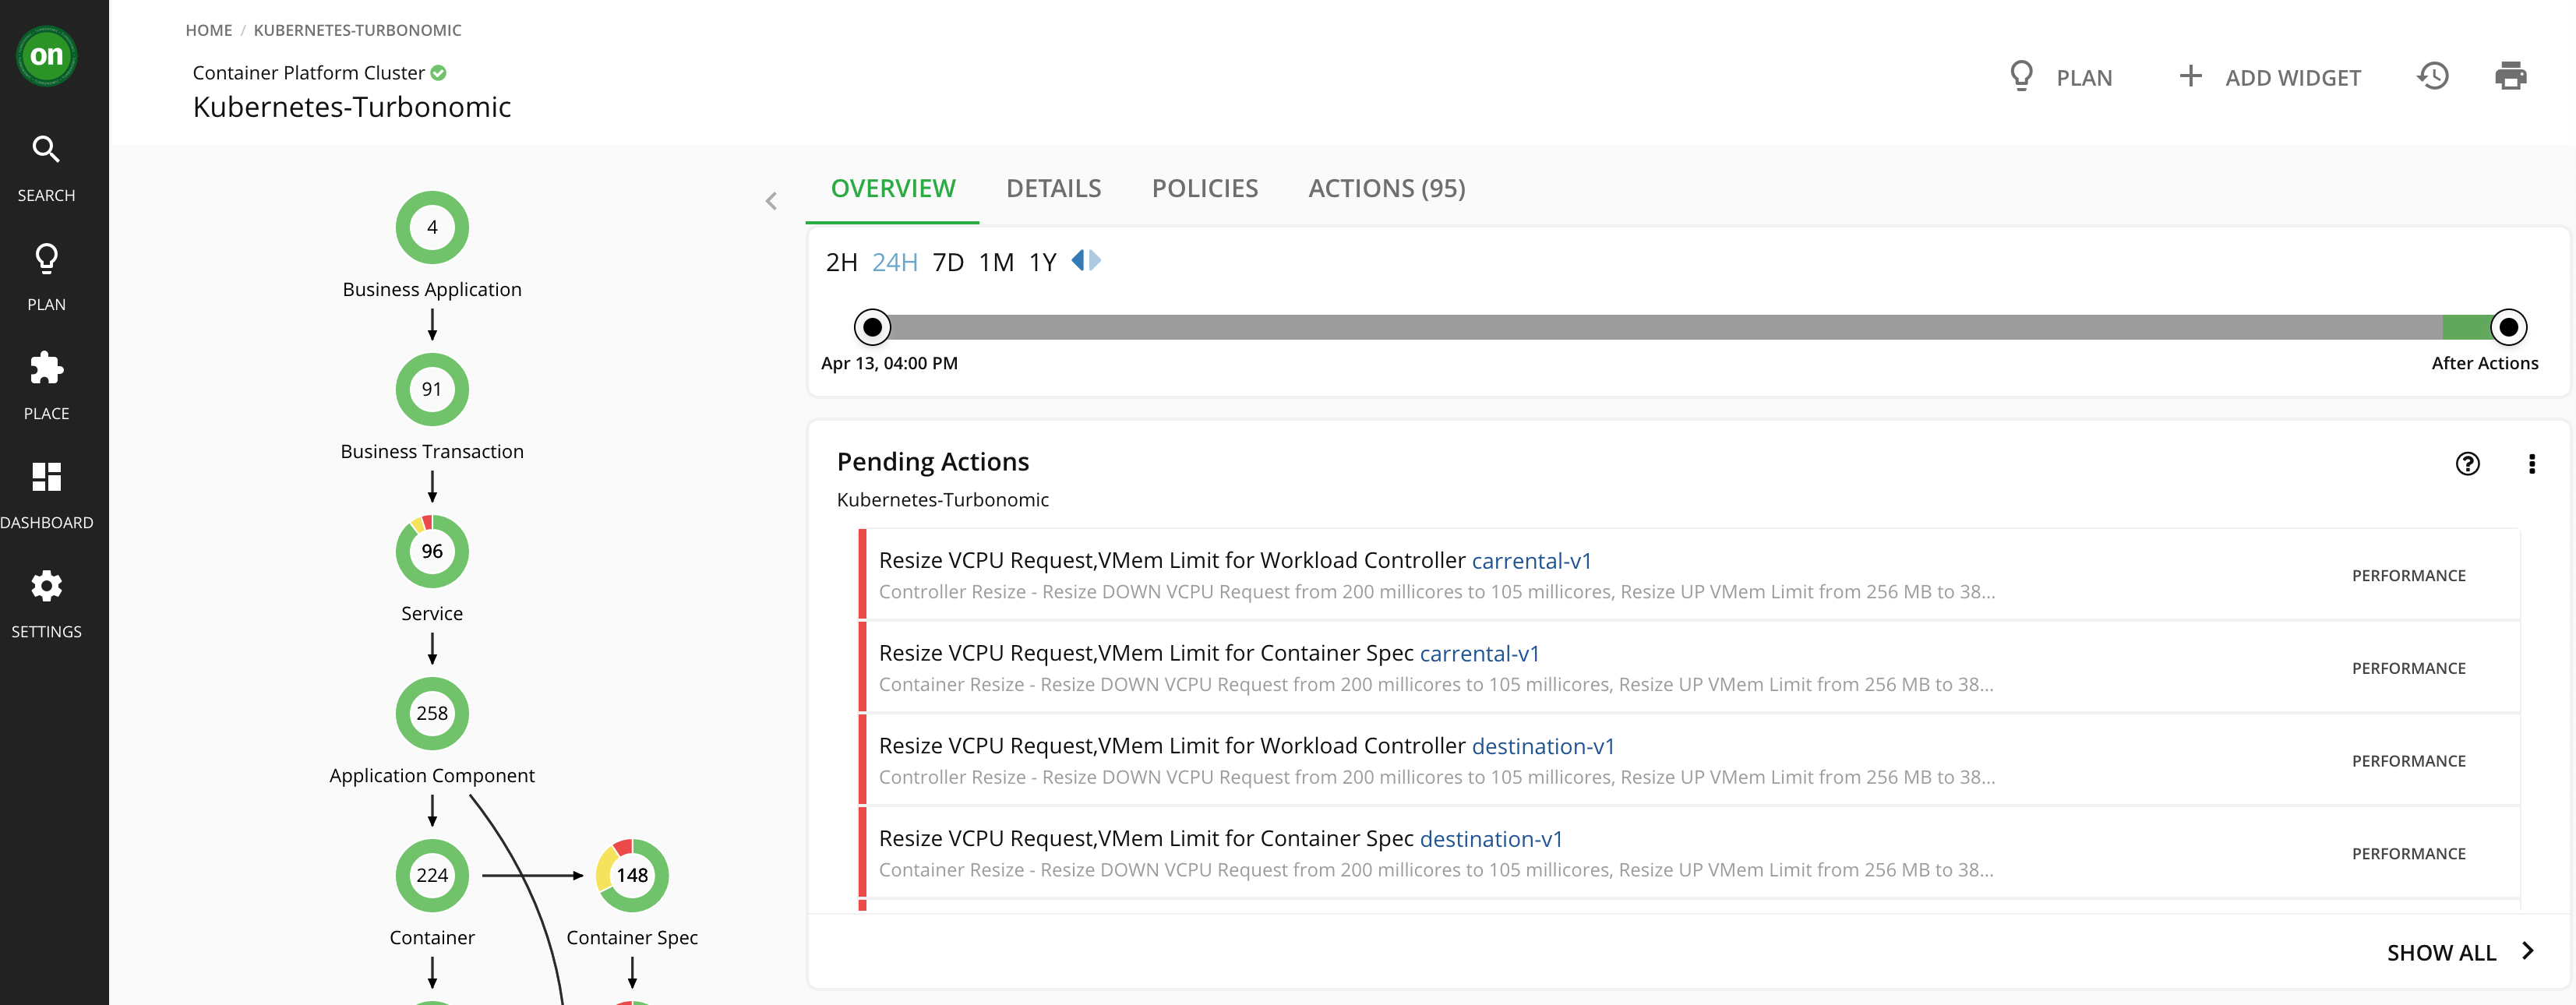 on
SEARCH
PLAN
PLACE
DASHBOARD
SETTINGS
HOME / KUBERNETES-TURBONOMIC
Container Platform Cluster
Kubernetes-Turbonomic
PLAN
ADD WIDGET
4
Business Application
91
Business Transaction
96
Service
258
Application Component
224
148
Container
Container Spec
OVERVIEW DETAILS POLICIES ACTIONS (95)
2H 24H 7D 1M 1Y
Apr 13, 04:00 PM
After Actions
Pending Actions
Kubernetes-Turbonomic
Resize VCPU Request,VMem Limit for Workload Controller carrental-v1
Controller Resize - Resize DOWN VCPU Request from 200 millicores to 105 millicores, Resize UP VMem Limit from 256 MB to 38...
PERFORMANCE
Resize VCPU Request,VMem Limit for Container Spec carrental-v1
Container Resize - Resize DOWN VCPU Request from 200 millicores to 105 millicores, Resize UP VMem Limit from 256 MB to 38...
PERFORMANCE
Resize VCPU Request,VMem Limit for Workload Controller destination-v1
Controller Resize - Resize DOWN VCPU Request from 200 millicores to 105 millicores, Resize UP VMem Limit from 256 MB to 38...
PERFORMANCE
Resize VCPU Request,VMem Limit for Container Spec destination-v1
Container Resize - Resize DOWN VCPU Request from 200 millicores to 105 millicores, Resize UP VMem Limit from 256 MB to 38...
PERFORMANCE
SHOW ALL